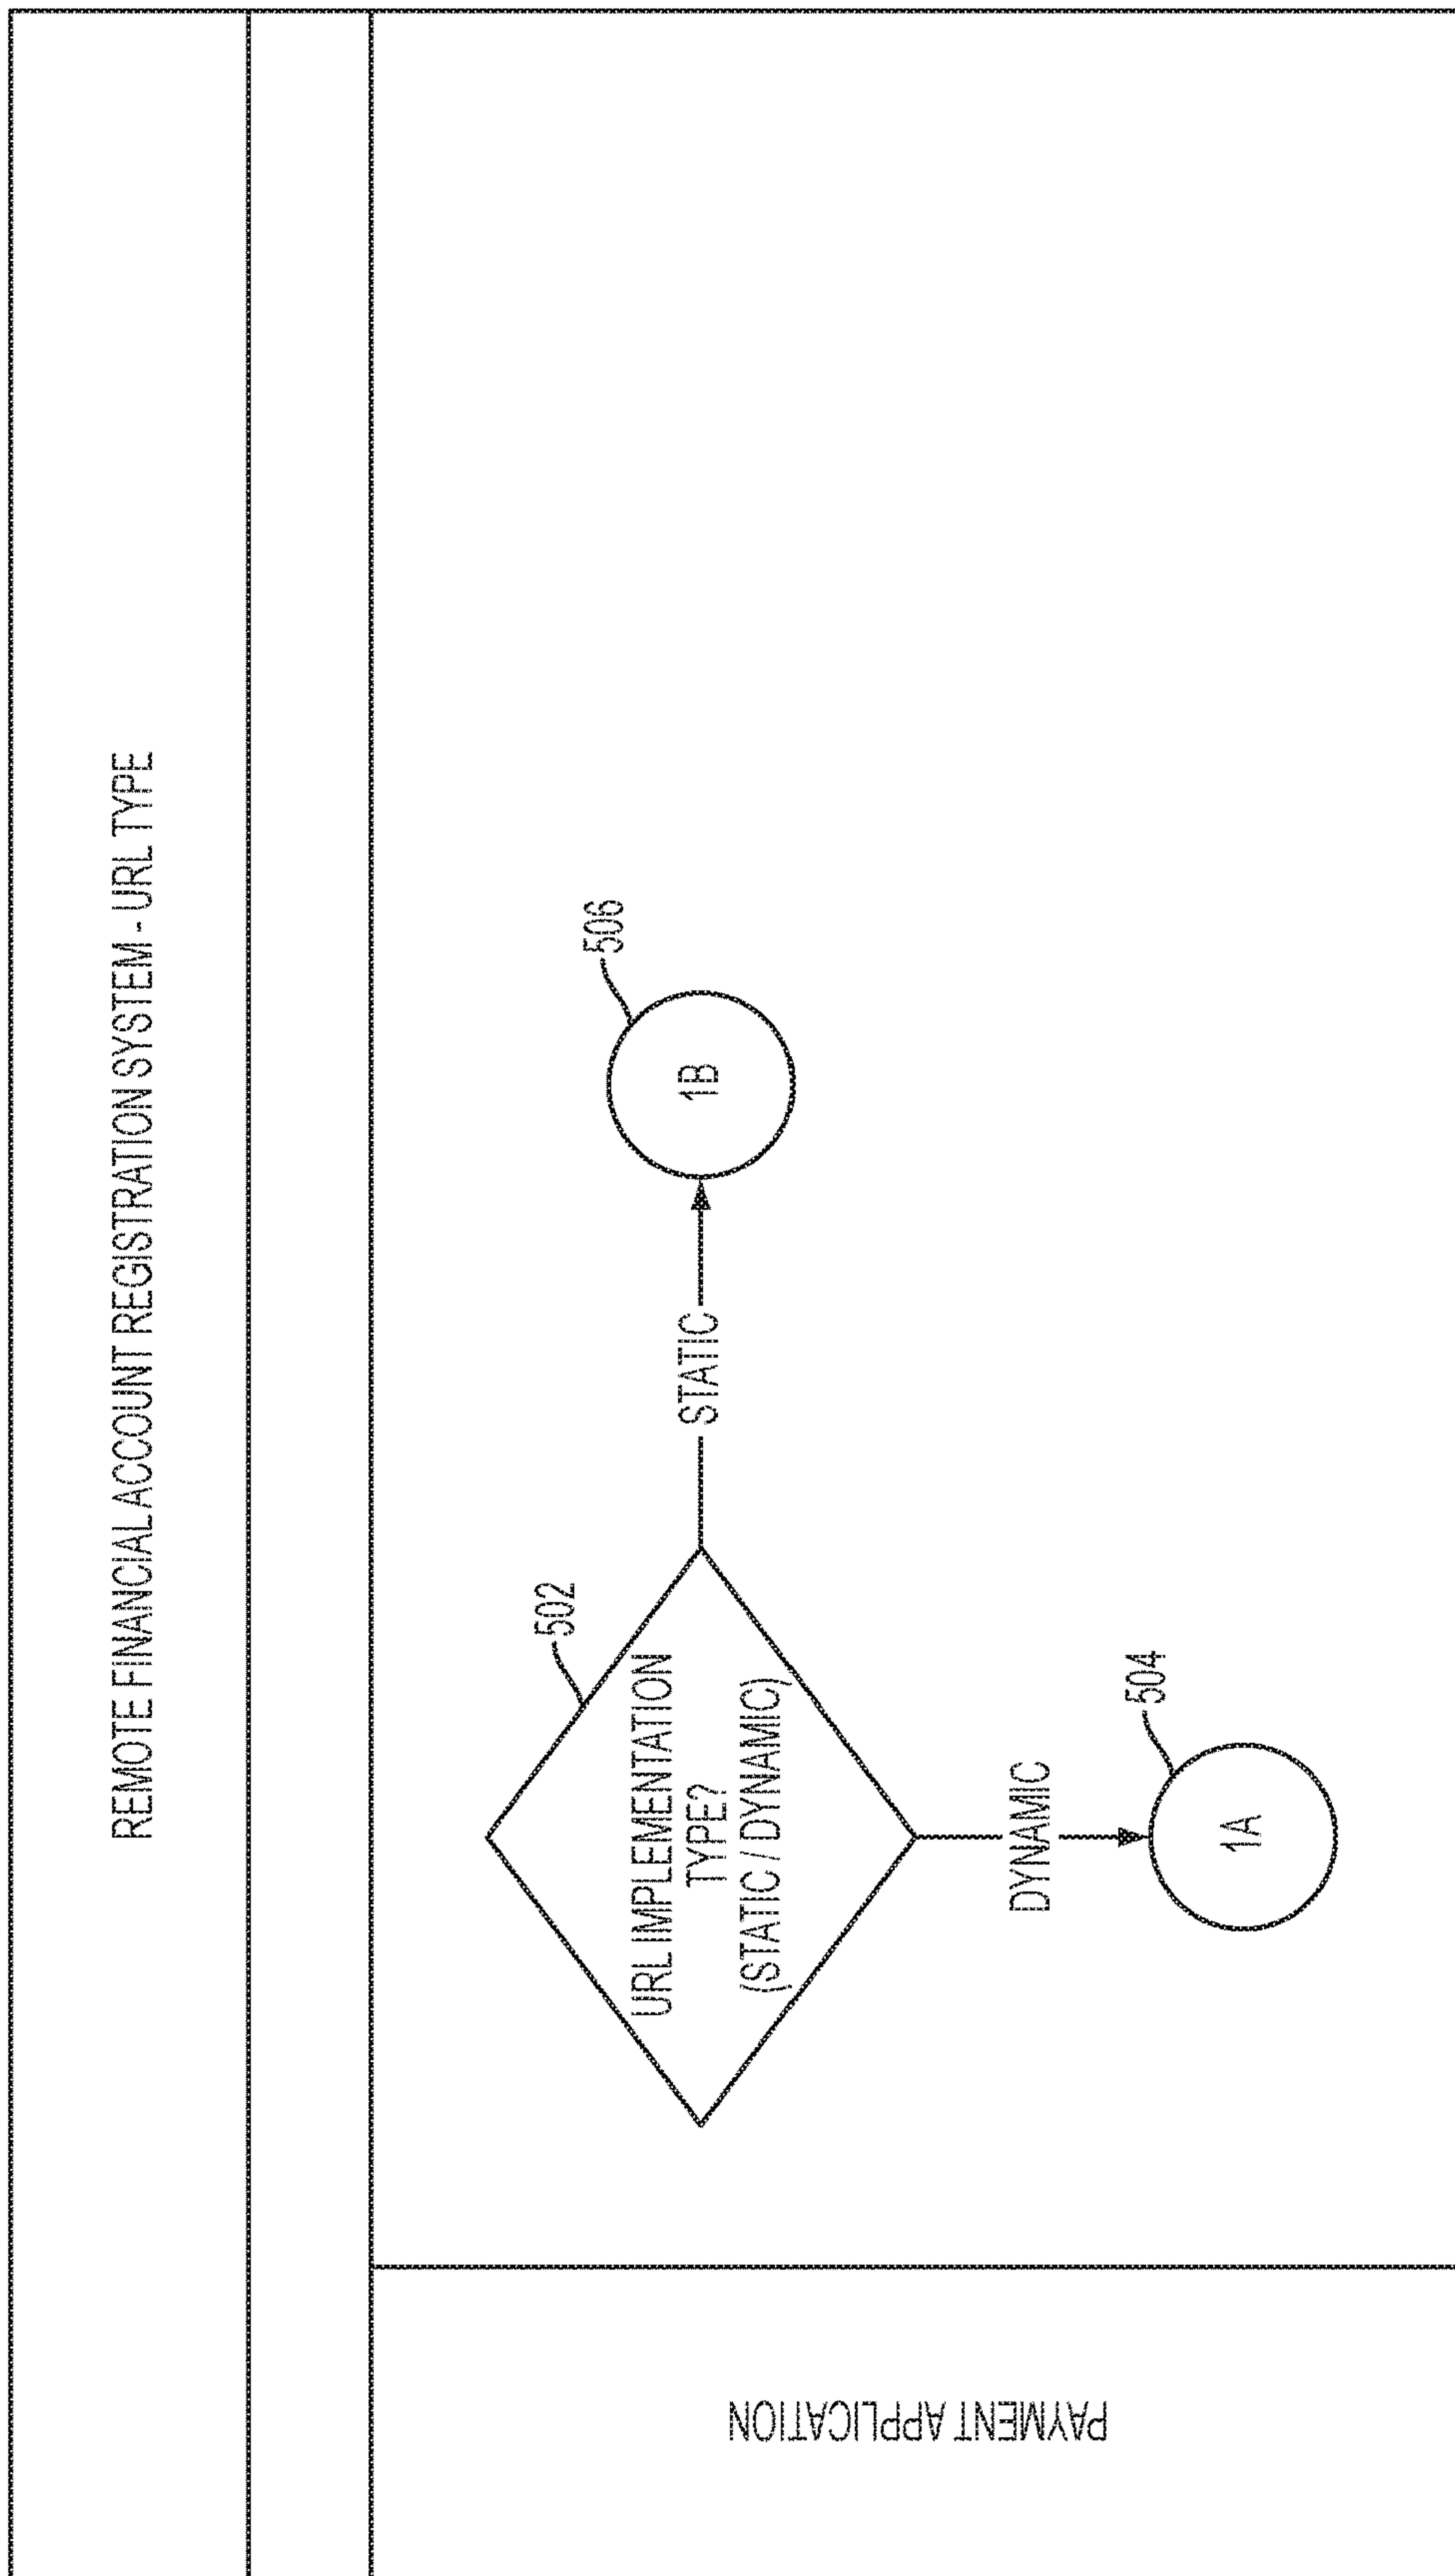 REMOTE FINANCIAL ACCOUNT REGISTRATION SYSTEM - URL TYPE
PAYMENT APPLICATION
502
URL IMPLEMENTATION
TYPE?
(STATIC / DYNAMIC)
STATIC
506
1B
DYNAMIC
504
1A